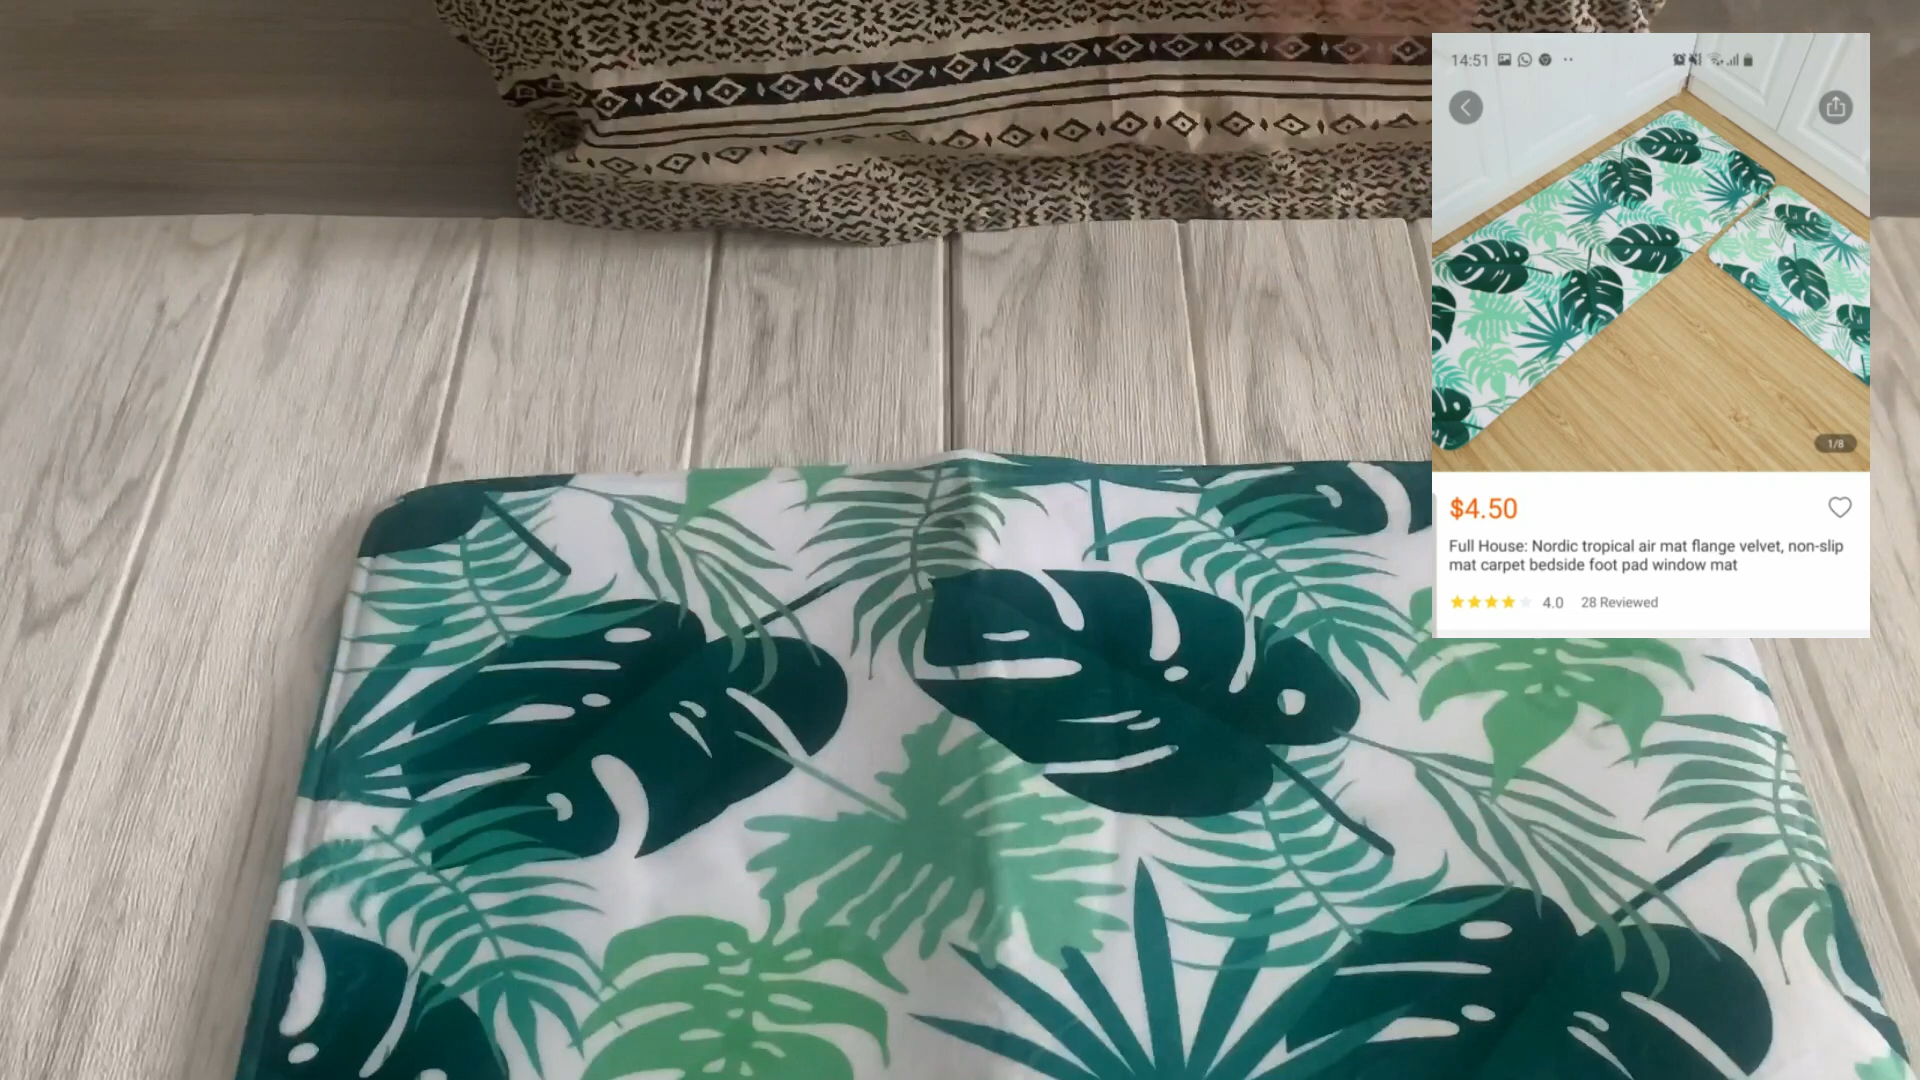 14:51
1/8
$4.50
Full House: Nordic tropical air mat flange velvet, non-slip
mat carpet bedside foot pad window mat
4.0 28 Reviewed